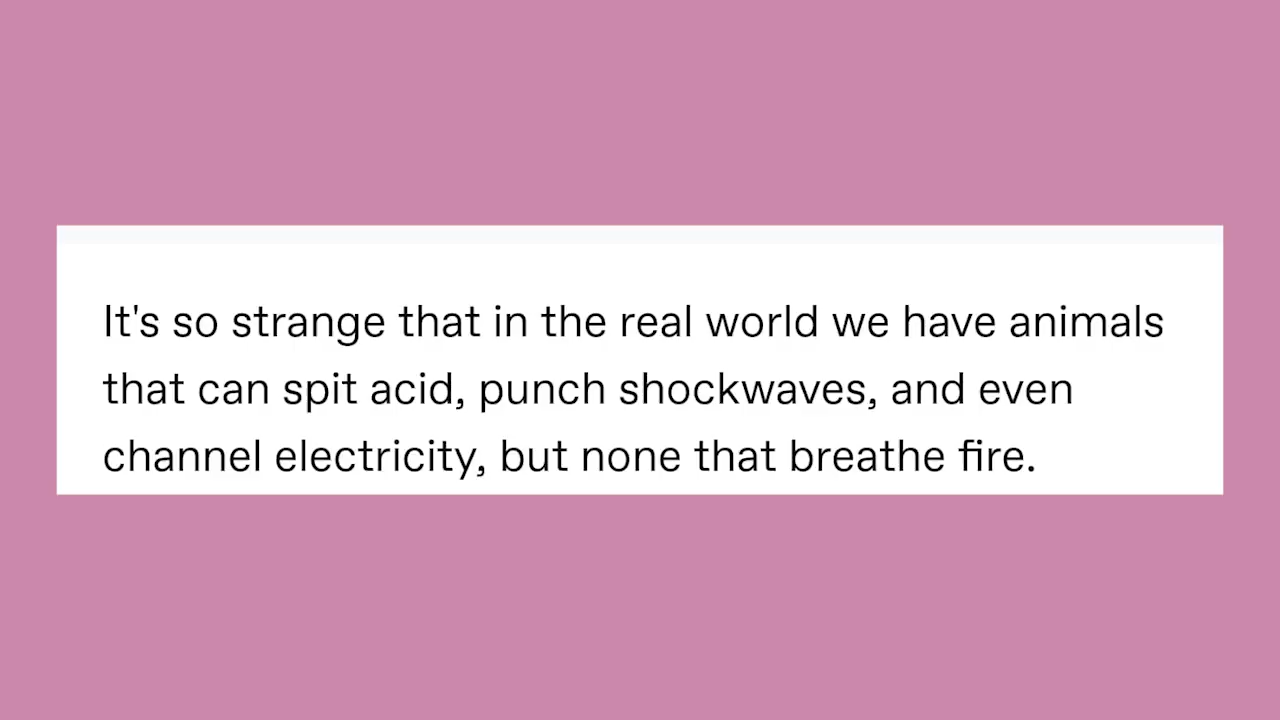 It's so strange that in the real world we have animals
that can spit acid, punch shockwaves, and even
channel electricity, but none that breathe fire.